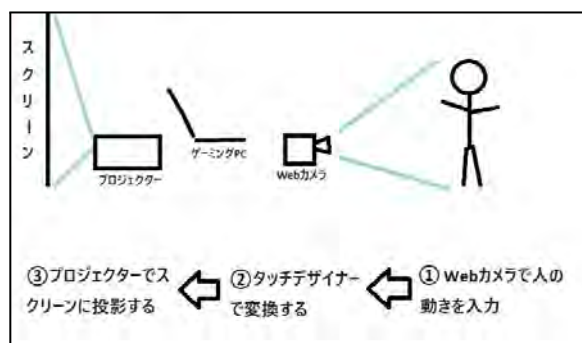 スクリーン
プロジェクター
ゲーミングPC
Webカメラ
③プロジェクターでス
クリーンに投影する
②タッチデザイナー
で変換する
① Webカメラで人の
動きを入力